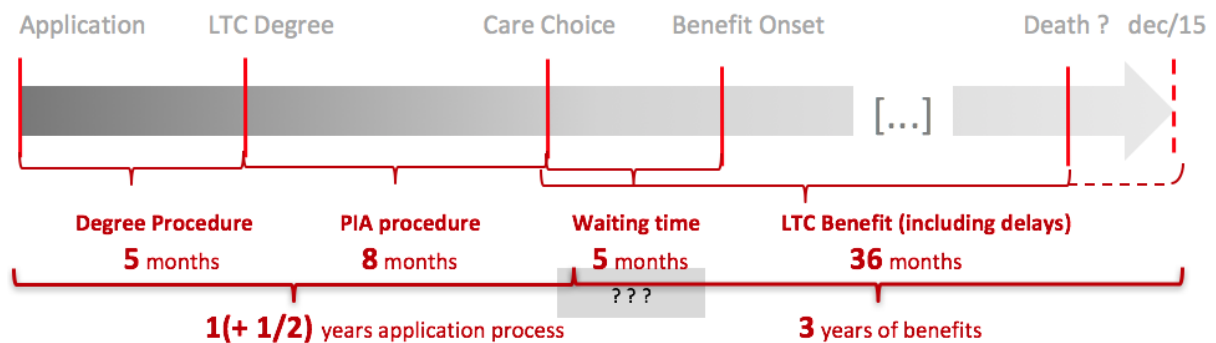 Application LTC Degree Care Choice Benefit Onset Death ? dec/15
[...]
Degree Procedure PIA procedure Waiting time LTC Benefit (including delays)
5 months 8 months 5 months 36 months
? ? ?
1(+ 1/2) years application process 3 years of benefits